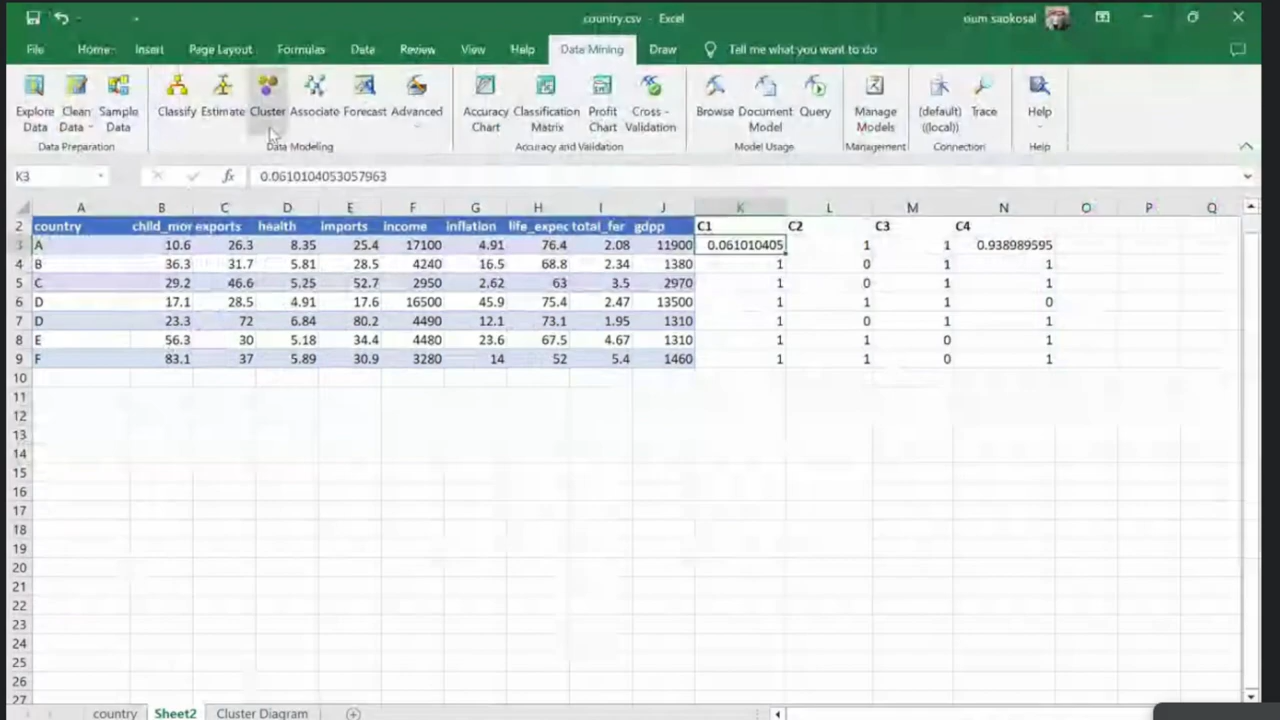 country.csv - Excel
oum saokosal
File Home Insert Page Layout Formulas Data Review View Help Data Mining Draw Tell me what you want to do
Explore Data Clean Data Sample Data Classify Estimate Cluster Associate Forecast Advanced Accuracy Chart Classification Matrix Profit Chart Cross - Validation Browse Document Model Query Manage Models (default) ((local)) Trace Help
Data Preparation Data Modeling Accuracy and Validation Model Usage Management Connection Help
K3 fx 0.0610104053057963
A B C D E F G H I J K L M N O P Q
2 country child_mor exports health imports income inflation life_expec total_fer gdpp C1 C2 C3 C4
3 A 10.6 26.3 8.35 25.4 17100 4.91 76.4 2.08 11900 0.061010405 1 1 0.938989595
4 B 36.3 31.7 5.81 28.5 4240 16.5 68.8 2.34 1380 1 0 1 1
5 C 29.2 46.6 5.25 52.7 2950 2.62 63 3.5 2970 1 0 1 1
6 D 17.1 28.5 4.91 17.6 16500 45.9 75.4 2.47 13500 1 1 1 0
7 D 23.3 72 6.84 80.2 4490 12.1 73.1 1.95 1310 1 0 1 1
8 E 56.3 30 5.18 34.4 4480 23.6 67.5 4.67 1310 1 1 0 1
9 F 83.1 37 5.89 30.9 3280 14 52 5.4 1460 1 1 0 1
10
11
12
13
14
15
16
17
18
19
20
21
22
23
24
25
26
27
country Sheet2 Cluster Diagram